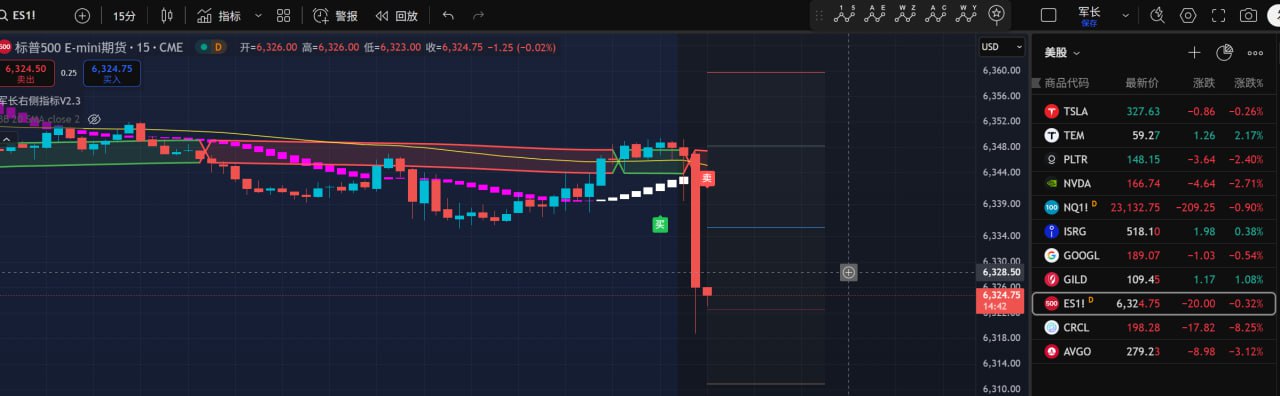 ES1! 15分 指标 警报 回放 1 5 A E W Z A C W Y 军长
保存
标普500 E-mini期货 · 15 · CME D 开=6,326.00 高=6,326.00 低=6,323.00 收=6,324.75 −1.25 (−0.02%)
6,324.50 0.25 6,324.75
卖出 买入
军长右侧指标V2.3
BB 20 SMA close 2
卖
买
USD
6,360.00
6,356.00
6,352.00
6,348.00
6,344.00
6,339.00
6,334.00
6,330.00
6,328.50
6,326.00
6,324.75
14:42
6,322.00
6,318.00
6,314.00
6,310.00
美股
商品代码 最新价 涨跌 涨跌%
TSLA 327.63 −0.86 −0.26%
TEM 59.27 1.26 2.17%
PLTR 148.15 −3.64 −2.40%
NVDA 166.74 −4.64 −2.71%
100 NQ1! D 23,132.75 −209.25 −0.90%
ISRG 518.10 1.98 0.38%
GOOGL 189.07 −1.03 −0.54%
GILD 109.45 1.17 1.08%
500 ES1! D 6,324.75 −20.00 −0.32%
CRCL 198.28 −17.82 −8.25%
AVGO 279.23 −8.98 −3.12%